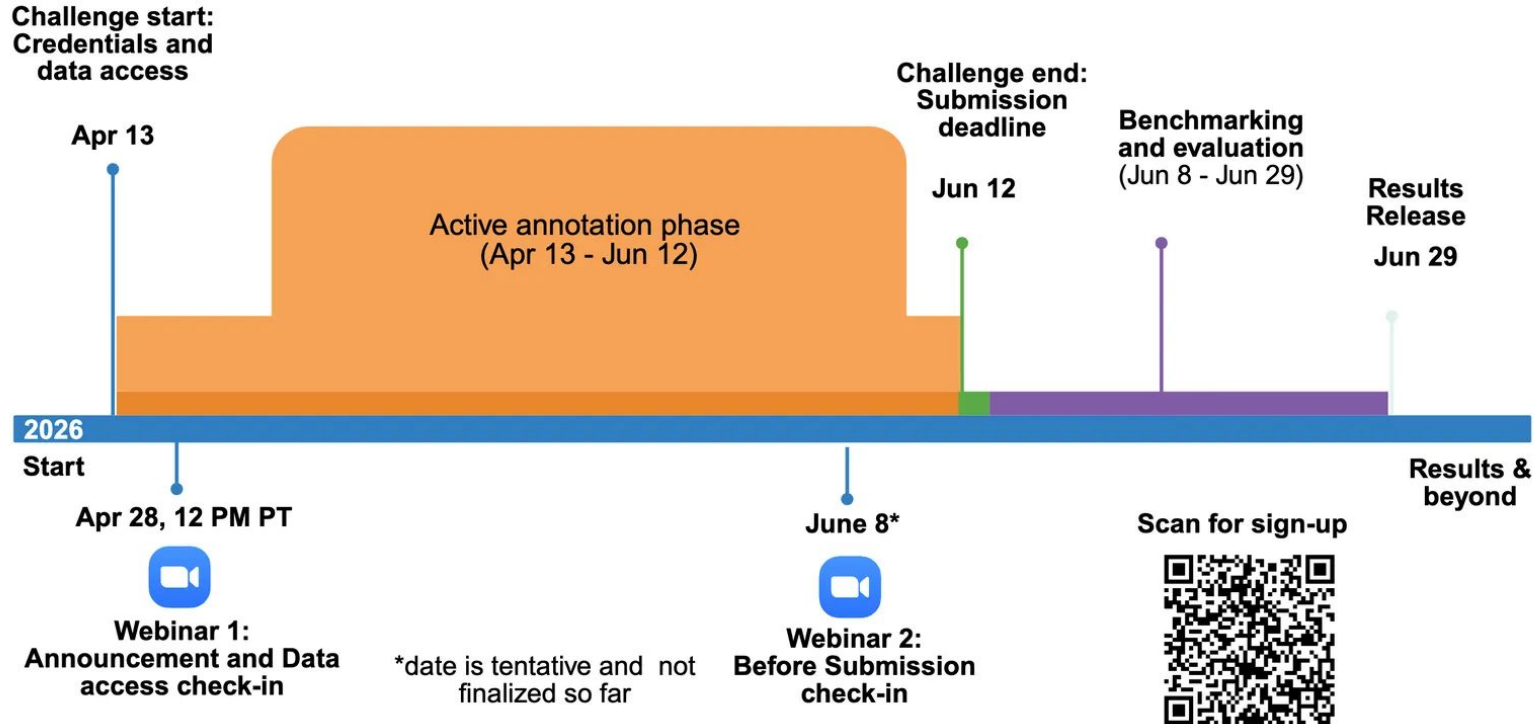 Challenge start:
Credentials and
data access
Apr 13
Active annotation phase
(Apr 13 - Jun 12)
Challenge end:
Submission
deadline
Jun 12
Benchmarking
and evaluation
(Jun 8 - Jun 29)
Results
Release
Jun 29
2026
Start
Results &
beyond
Apr 28, 12 PM PT
Webinar 1:
Announcement and Data
access check-in
*date is tentative and  not
finalized so far
June 8*
Webinar 2:
Before Submission
check-in
Scan for sign-up